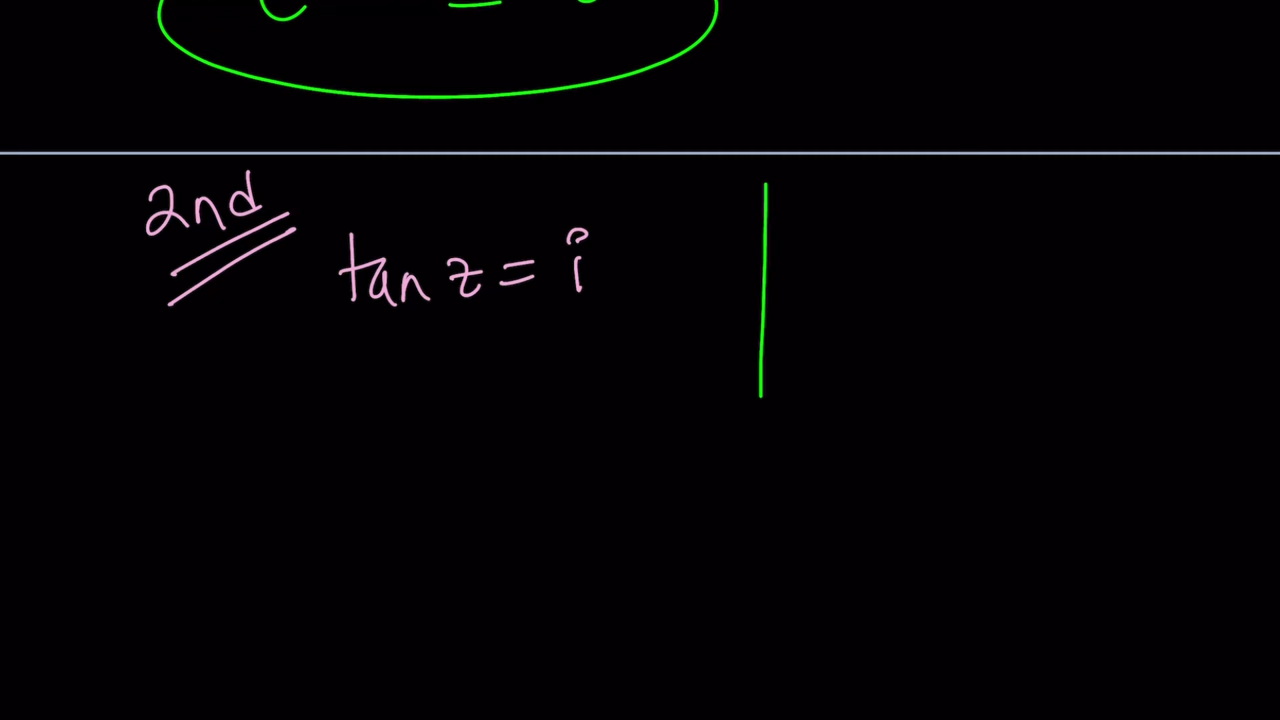 2nd
tan z = i